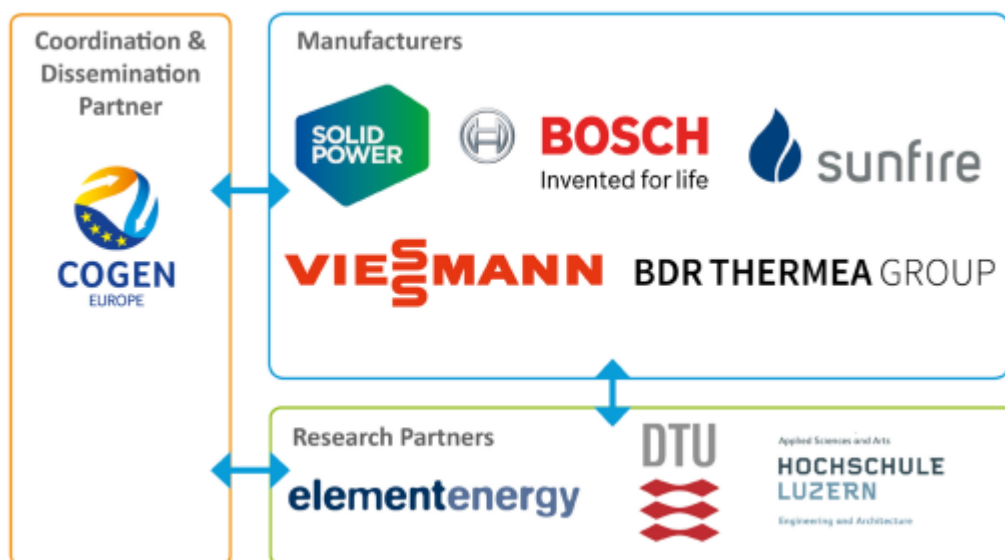 Coordination &
Dissemination
Partner
COGEN
EUROPE
Manufacturers
SOLID
POWER
BOSCH
Invented for life
sunfire
VIESSMANN
BDR THERMEA GROUP
Research Partners
elementenergy
DTU
Applied Sciences and Arts
HOCHSCHULE
LUZERN
Engineering and Architecture